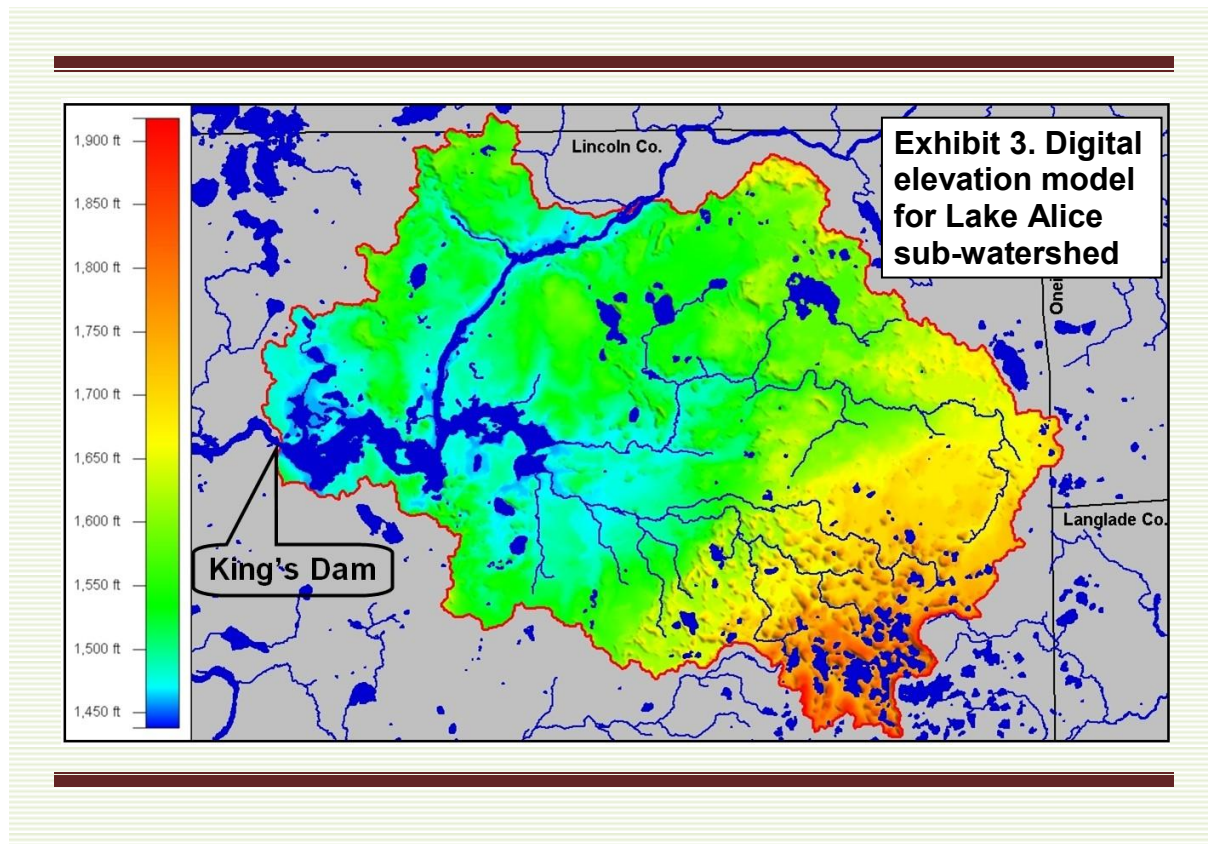 1,900 ft
1,850 ft
1,800 ft
1,750 ft
1,700 ft
1,650 ft
1,600 ft
1,550 ft
1,500 ft
1,450 ft
Lincoln Co.
Exhibit 3. Digital
elevation model
for Lake Alice
sub-watershed
Onei
Langlade Co.
King's Dam